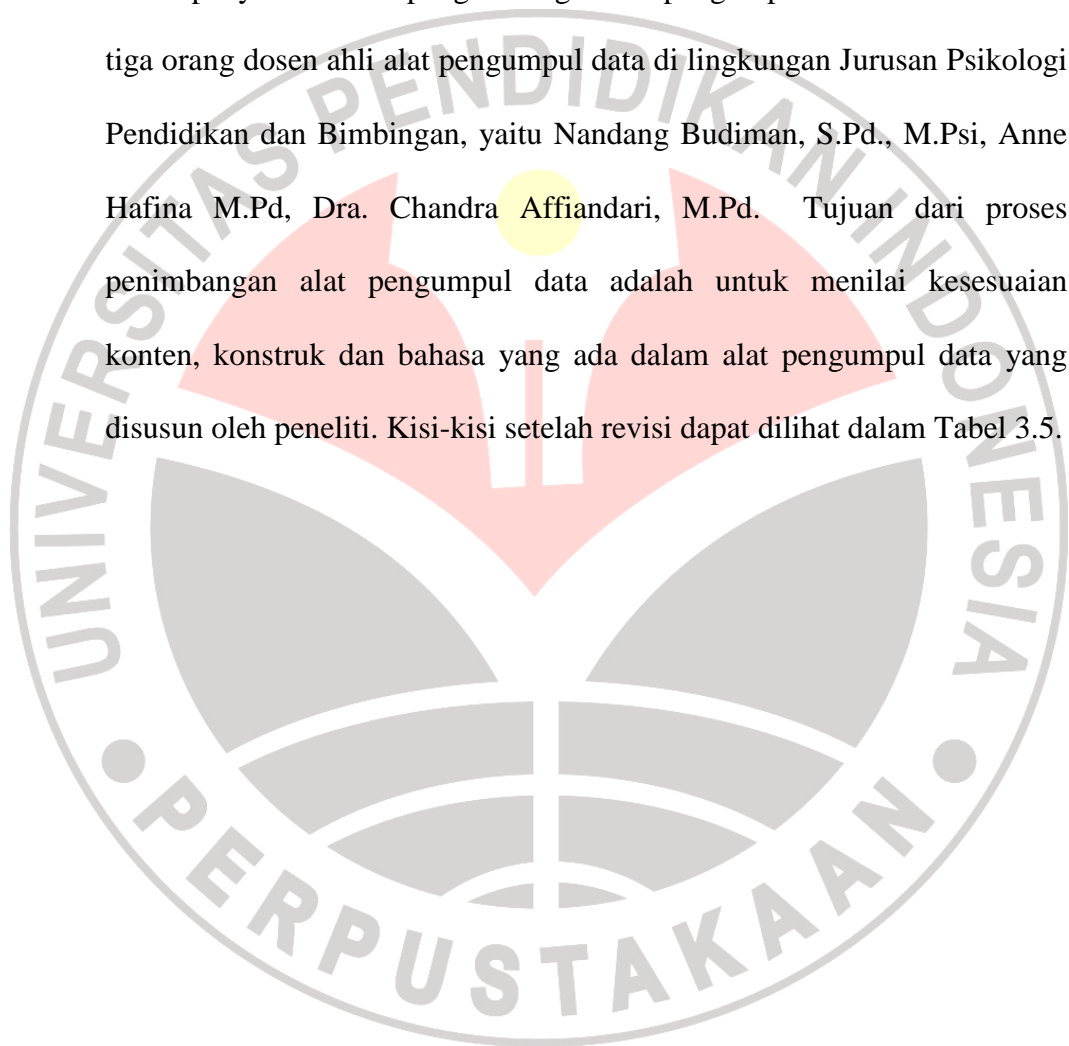 tiga orang dosen ahli alat pengumpul data di lingkungan Jurusan Psikologi
Pendidikan dan Bimbingan, yaitu Nandang Budiman, S.Pd., M.Psi, Anne
Hafina M.Pd, Dra. Chandra Affiandari, M.Pd. Tujuan dari proses
penimbangan alat pengumpul data adalah untuk menilai kesesuaian
konten, konstruk dan bahasa yang ada dalam alat pengumpul data yang
disusun oleh peneliti. Kisi-kisi setelah revisi dapat dilihat dalam Tabel 3.5.
UNIVERSITAS PENDIDIKAN INDONESIA
PERPUSTAKAAN